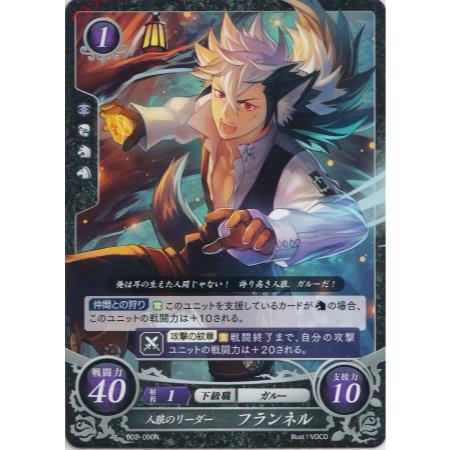 1
俺は耳の生えた人間じゃない! 誇り高き人狼、ガルーだ!
仲間との狩り 常 このユニットを支援しているカードが の場合、
このユニットの戦闘力は+10される。
攻撃の紋章 戦闘終了まで、自分の攻撃
ユニットの戦闘力は+20される。
戦闘力
40
射程 1 下級職 ガルー
支援力
10
人狼のリーダー フランネル
B02-090N
Illust:VOCO